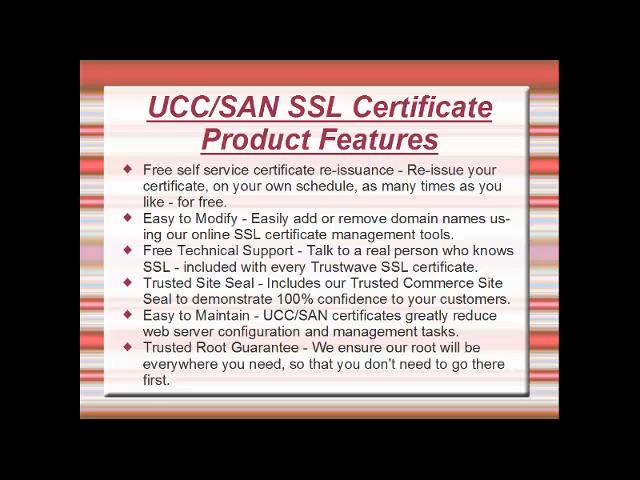 UCC/SAN SSL Certificate
Product Features
Free self service certificate re-issuance - Re-issue your
certificate, on your own schedule, as many times as you
like - for free.
Easy to Modify - Easily add or remove domain names us-
ing our online SSL certificate management tools.
Free Technical Support - Talk to a real person who knows
SSL - included with every Trustwave SSL certificate.
Trusted Site Seal - Includes our Trusted Commerce Site
Seal to demonstrate 100% confidence to your customers.
Easy to Maintain - UCC/SAN certificates greatly reduce
web server configuration and management tasks.
Trusted Root Guarantee - We ensure our root will be
everywhere you need, so that you don't need to go there
first.